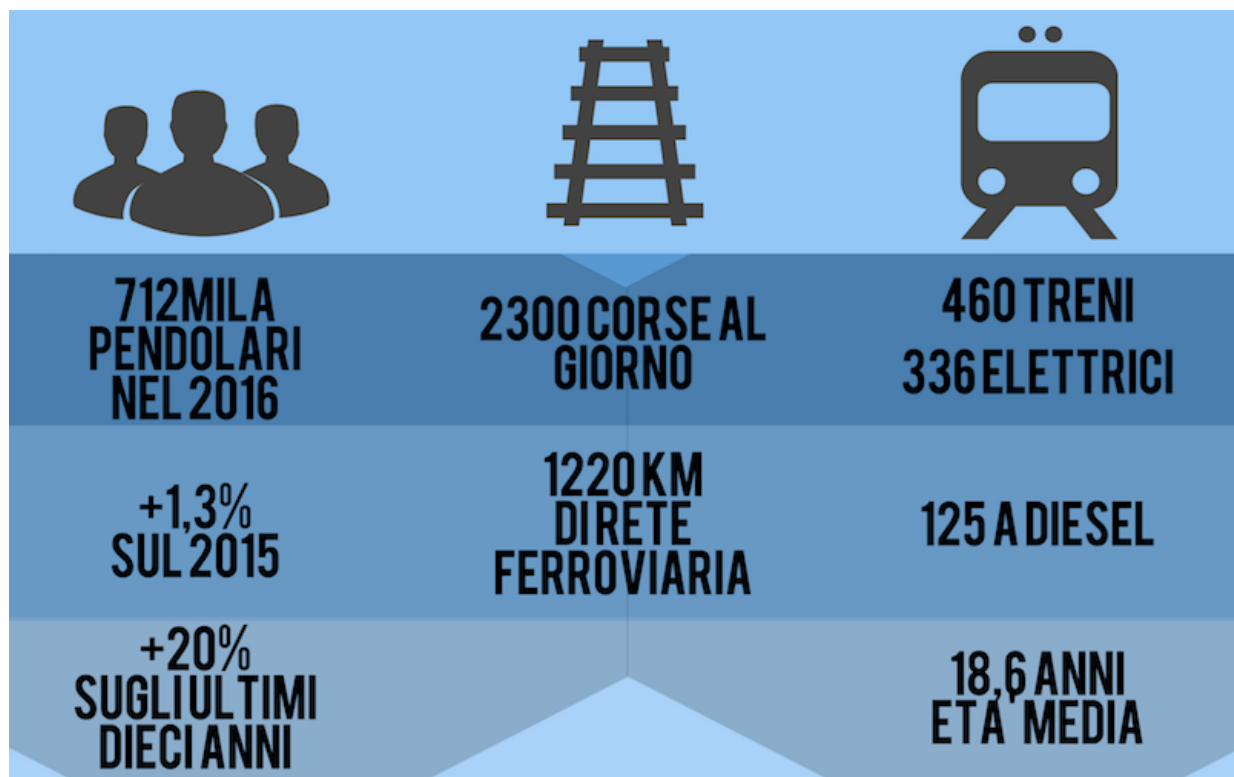 712MILA
PENDOLARI
NEL 2016
+1,3%
SUL 2015
+20%
SUGLI ULTIMI
DIECI ANNI
2300 CORSE AL
GIORNO
1220 KM
DI RETE
FERROVIARIA
460 TRENI
336 ELETTRICI
125 A DIESEL
18,6 ANNI
ETA' MEDIA